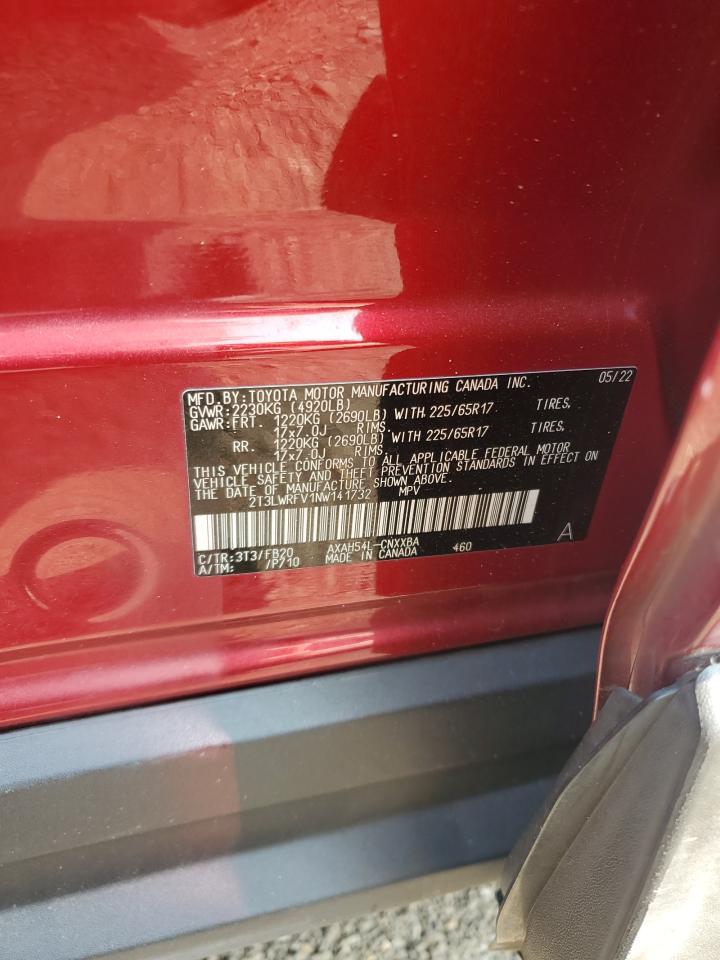 MFD.BY:TOYOTA MOTOR MANUFACTURING CANADA INC. 05/22
GVWR:2230KG (4920LB)
GAWR:FRT. 1220KG (2690LB) WITH 225/65R17 TIRES,
17x7.0J RIMS.
RR. 1220KG (2690LB) WITH 225/65R17 TIRES,
17x7.0J RIMS.
THIS VEHICLE CONFORMS TO ALL APPLICABLE FEDERAL MOTOR
VEHICLE SAFETY AND THEFT PREVENTION STANDARDS IN EFFECT ON
THE DATE OF MANUFACTURE SHOWN ABOVE.
2T3LWRFV1NW141732 MPV
C/TR:3T3/FB20 AXAH54L-CNXXBA 460 A
A/TM: /P/10 MADE IN CANADA